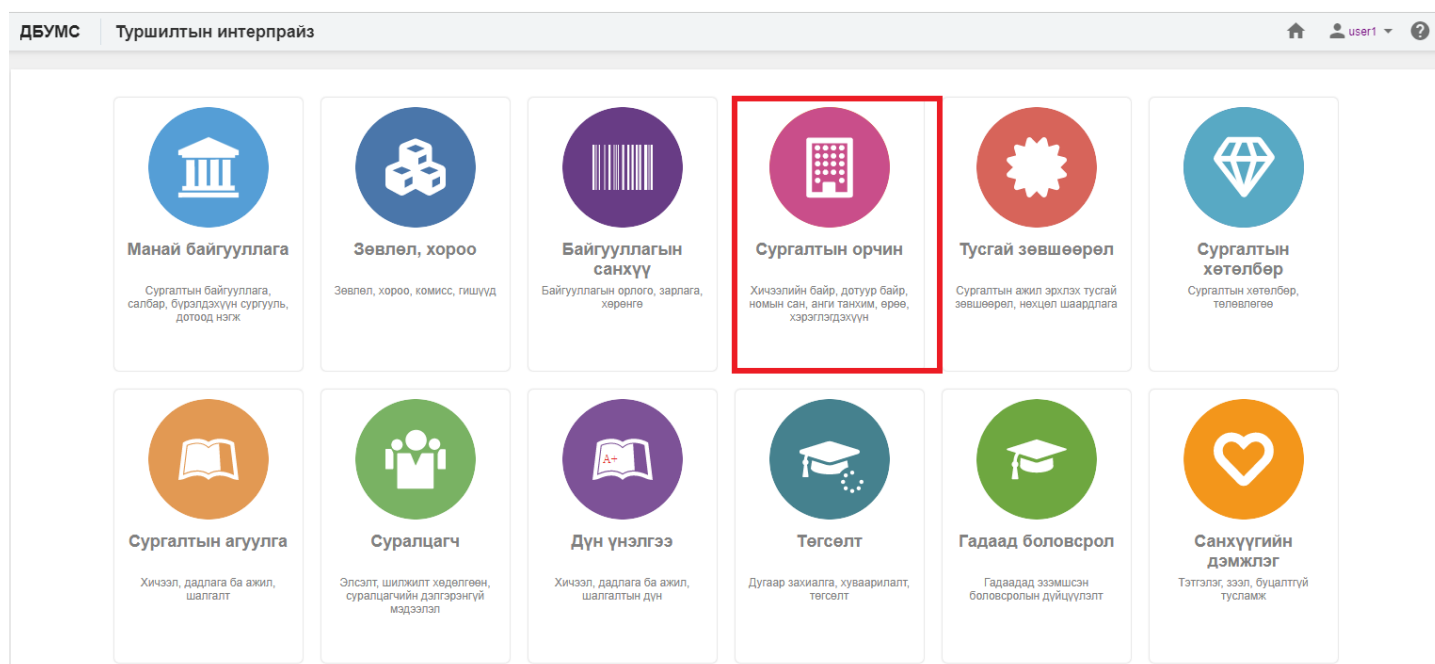 ДБУМС Туршилтын интерпрайз user1
Манай байгууллага
Сургалтын байгууллага,
салбар, бүрэлдэхүүн сургууль,
дотоод нэгж
Зөвлөл, хороо
Зөвлөл, хороо, комисс, гишүүд
Байгууллагын
санхүү
Байгууллагын орлого, зарлага,
хөрөнгө
Сургалтын орчин
Хичээлийн байр, дотуур байр,
номын сан, анги танхим, өрөө,
хэрэглэгдэхүүн
Тусгай зөвшөөрөл
Сургалтын ажил эрхлэх тусгай
зөвшөөрөл, нөхцөл шаардлага
Сургалтын
хөтөлбөр
Сургалтын хөтөлбөр,
төлөвлөгөө
Сургалтын агуулга
Хичээл, дадлага ба ажил,
шалгалт
Суралцагч
Элсэлт, шилжилт хөдөлгөөн,
суралцагчийн дэлгэрэнгүй
мэдээлэл
A+
Дүн үнэлгээ
Хичээл, дадлага ба ажил,
шалгалтын дүн
Төгсөлт
Дугаар захиалга, хуваарилалт,
төгсөлт
Гадаад боловсрол
Гадаадад эзэмшсэн
боловсролын дүйцүүлэлт
Санхүүгийн
дэмжлэг
Тэтгэлэг, зээл, буцалтгүй
тусламж